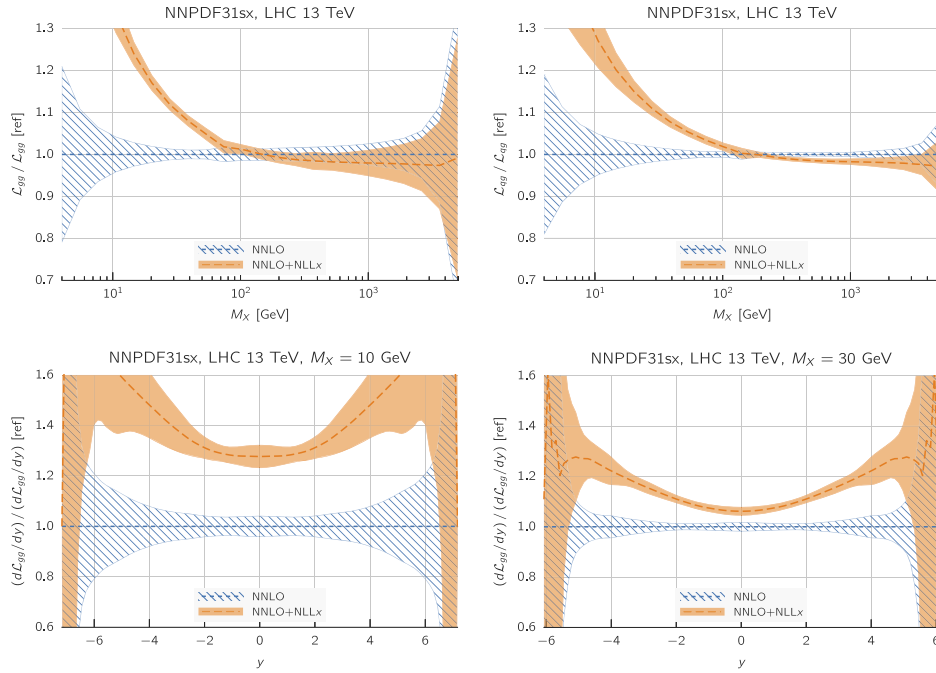 NNPDF31sx, LHC 13 TeV
1.3
1.2
1.1
1.0
0.9
0.8
0.7
ℒgg / ℒgg [ref]
NNLO
NNLO+NLLx
10¹ 10² 10³
M_X [GeV]
NNPDF31sx, LHC 13 TeV
1.3
1.2
1.1
1.0
0.9
0.8
0.7
ℒqg / ℒqg [ref]
NNLO
NNLO+NLLx
10¹ 10² 10³
M_X [GeV]
NNPDF31sx, LHC 13 TeV, M_X = 10 GeV
1.6
1.4
1.2
1.0
0.8
0.6
(dℒgg/dy) / (dℒgg/dy) [ref]
NNLO
NNLO+NLLx
−6 −4 −2 0 2 4 6
y
NNPDF31sx, LHC 13 TeV, M_X = 30 GeV
1.6
1.4
1.2
1.0
0.8
0.6
(dℒgg/dy) / (dℒgg/dy) [ref]
NNLO
NNLO+NLLx
−6 −4 −2 0 2 4 6
y